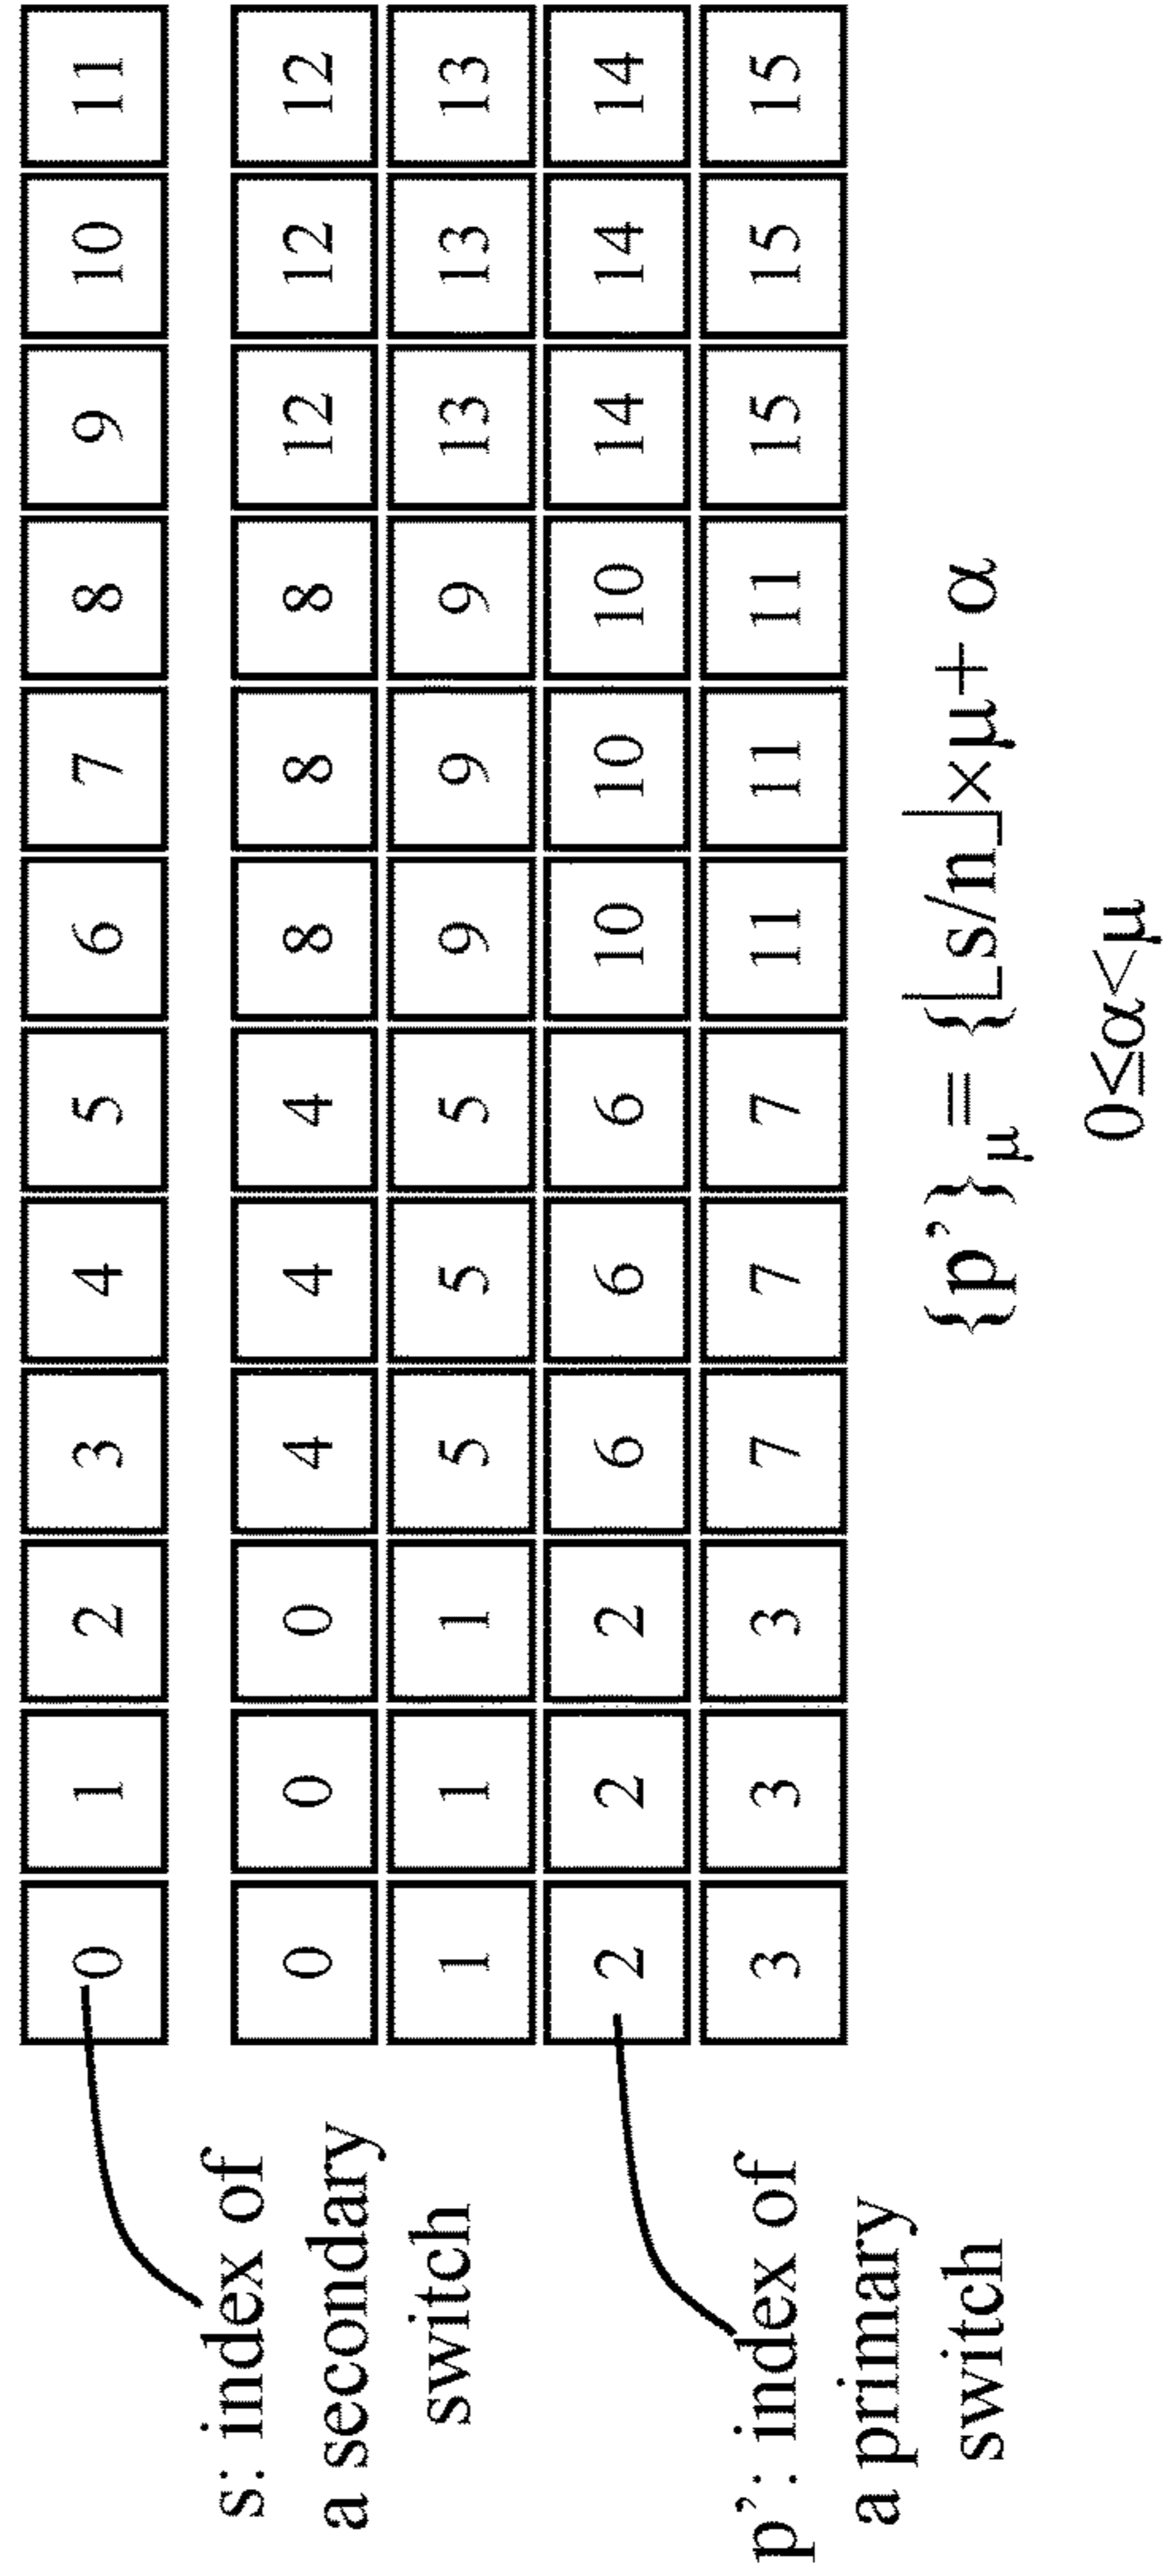 0 1 2 3 4 5 6 7 8 9 10 11
0 0 0 4 4 4 8 8 8 12 12 12
1 1 1 5 5 5 9 9 9 13 13 13
2 2 2 6 6 6 10 10 10 14 14 14
3 3 3 7 7 7 11 11 11 15 15 15
s: index of
a secondary
switch
p’: index of
a primary
switch
{p’}μ= {⌊s/n⌋×μ+ α
0≤α<μ